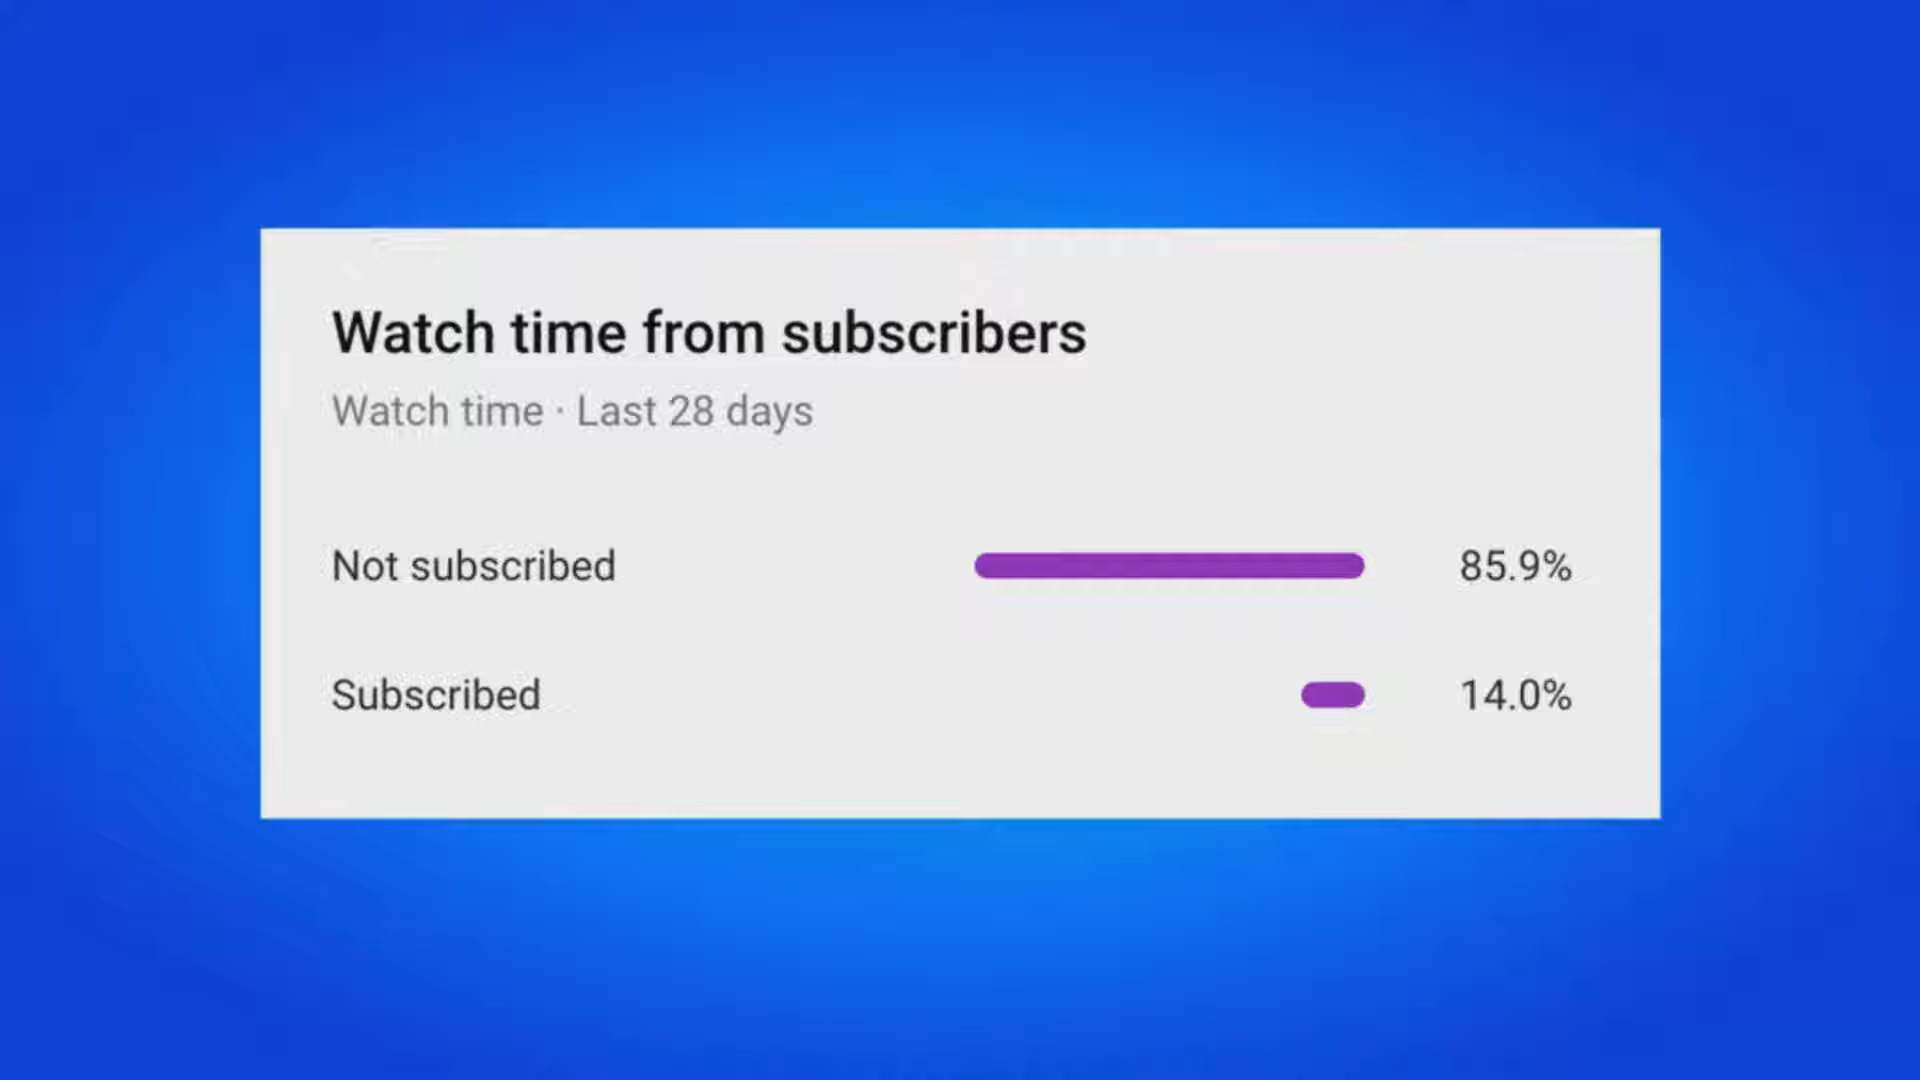 Watch time from subscribers
Watch time · Last 28 days
Not subscribed 85.9%
Subscribed 14.0%